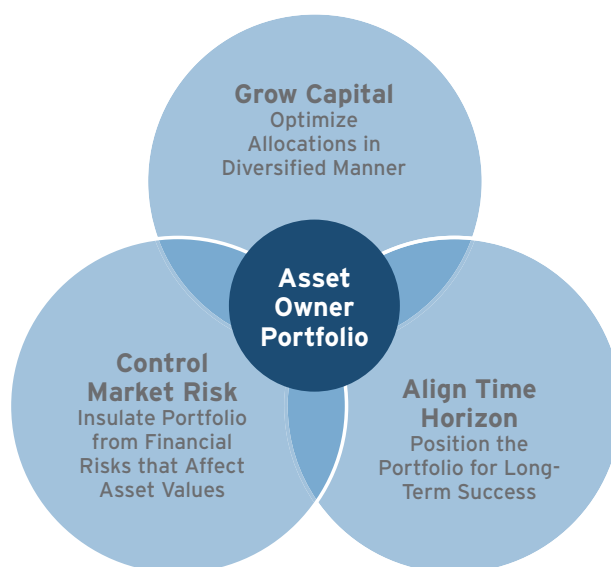 Grow Capital
Optimize
Allocations in
Diversified Manner
Asset
Owner
Portfolio
Control
Market Risk
Insulate Portfolio
from Financial
Risks that Affect
Asset Values
Align Time
Horizon
Position the
Portfolio for Long-
Term Success